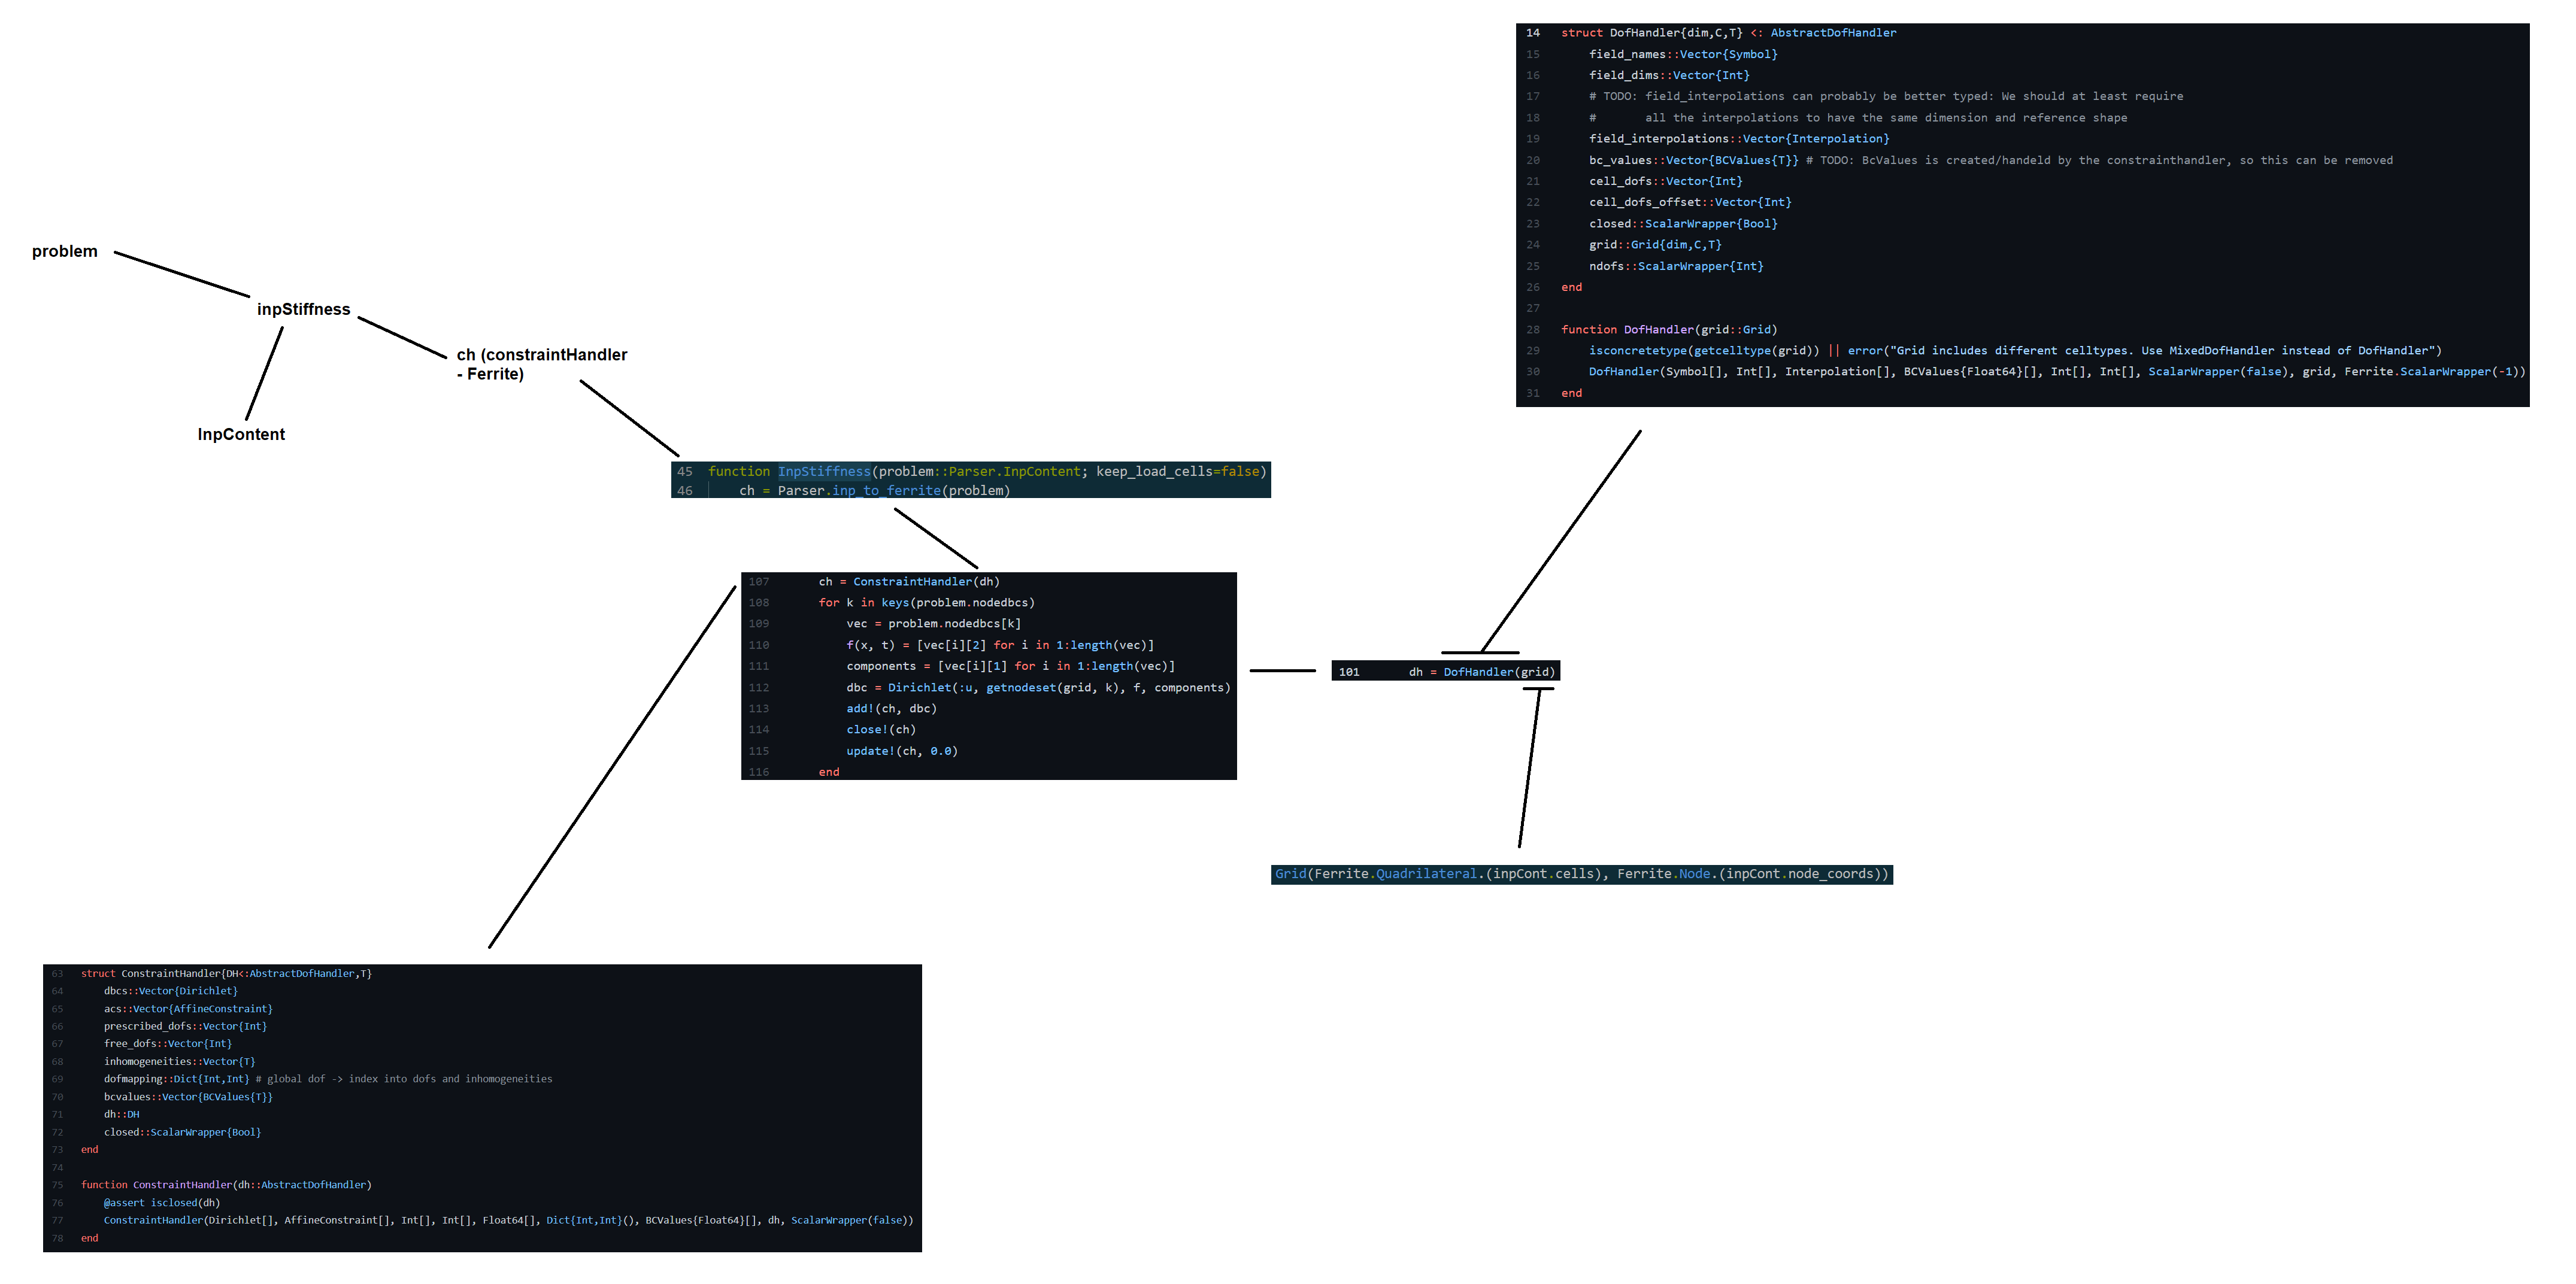 problem
inpStiffness
InpContent
ch (constraintHandler
- Ferrite)
45 function InpStiffness(problem::Parser.InpContent; keep_load_cells=false)
46 ch = Parser.inp_to_ferrite(problem)
107 ch = ConstraintHandler(dh)
108 for k in keys(problem.nodedbcs)
109 vec = problem.nodedbcs[k]
110 f(x, t) = [vec[i][2] for i in 1:length(vec)]
111 components = [vec[i][1] for i in 1:length(vec)]
112 dbc = Dirichlet(:u, getnodeset(grid, k), f, components)
113 add!(ch, dbc)
114 close!(ch)
115 update!(ch, 0.0)
116 end
14 struct DofHandler{dim,C,T} <: AbstractDofHandler
15 field_names::Vector{Symbol}
16 field_dims::Vector{Int}
17 # TODO: field_interpolations can probably be better typed: We should at least require
18 # all the interpolations to have the same dimension and reference shape
19 field_interpolations::Vector{Interpolation}
20 bc_values::Vector{BCValues{T}} # TODO: BcValues is created/handeld by the constrainthandler, so this can be removed
21 cell_dofs::Vector{Int}
22 cell_dofs_offset::Vector{Int}
23 closed::ScalarWrapper{Bool}
24 grid::Grid{dim,C,T}
25 ndofs::ScalarWrapper{Int}
26 end
27
28 function DofHandler(grid::Grid)
29 isconcretetype(getcelltype(grid)) || error("Grid includes different celltypes. Use MixedDofHandler instead of DofHandler")
30 DofHandler(Symbol[], Int[], Interpolation[], BCValues{Float64}[], Int[], Int[], ScalarWrapper(false), grid, Ferrite.ScalarWrapper(-1))
31 end
101 dh = DofHandler(grid)
Grid(Ferrite.Quadrilateral.(inpCont.cells), Ferrite.Node.(inpCont.node_coords))
63 struct ConstraintHandler{DH<:AbstractDofHandler,T}
64 dbcs::Vector{Dirichlet}
65 acs::Vector{AffineConstraint}
66 prescribed_dofs::Vector{Int}
67 free_dofs::Vector{Int}
68 inhomogeneities::Vector{T}
69 dofmapping::Dict{Int,Int} # global dof -> index into dofs and inhomogeneities
70 bcvalues::Vector{BCValues{T}}
71 dh::DH
72 closed::ScalarWrapper{Bool}
73 end
74
75 function ConstraintHandler(dh::AbstractDofHandler)
76 @assert isclosed(dh)
77 ConstraintHandler(Dirichlet[], AffineConstraint[], Int[], Int[], Float64[], Dict{Int,Int}(), BCValues{Float64}[], dh, ScalarWrapper(false))
78 end